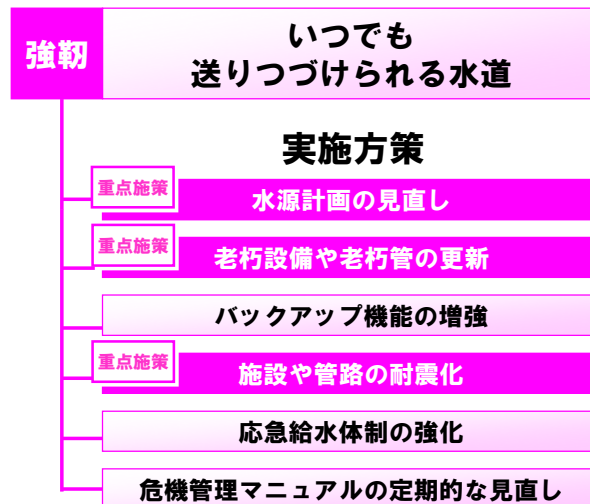 強靭
いつでも
送りつづけられる水道
実施方策
重点施策
水源計画の見直し
重点施策
老朽設備や老朽管の更新
バックアップ機能の増強
重点施策
施設や管路の耐震化
応急給水体制の強化
危機管理マニュアルの定期的な見直し